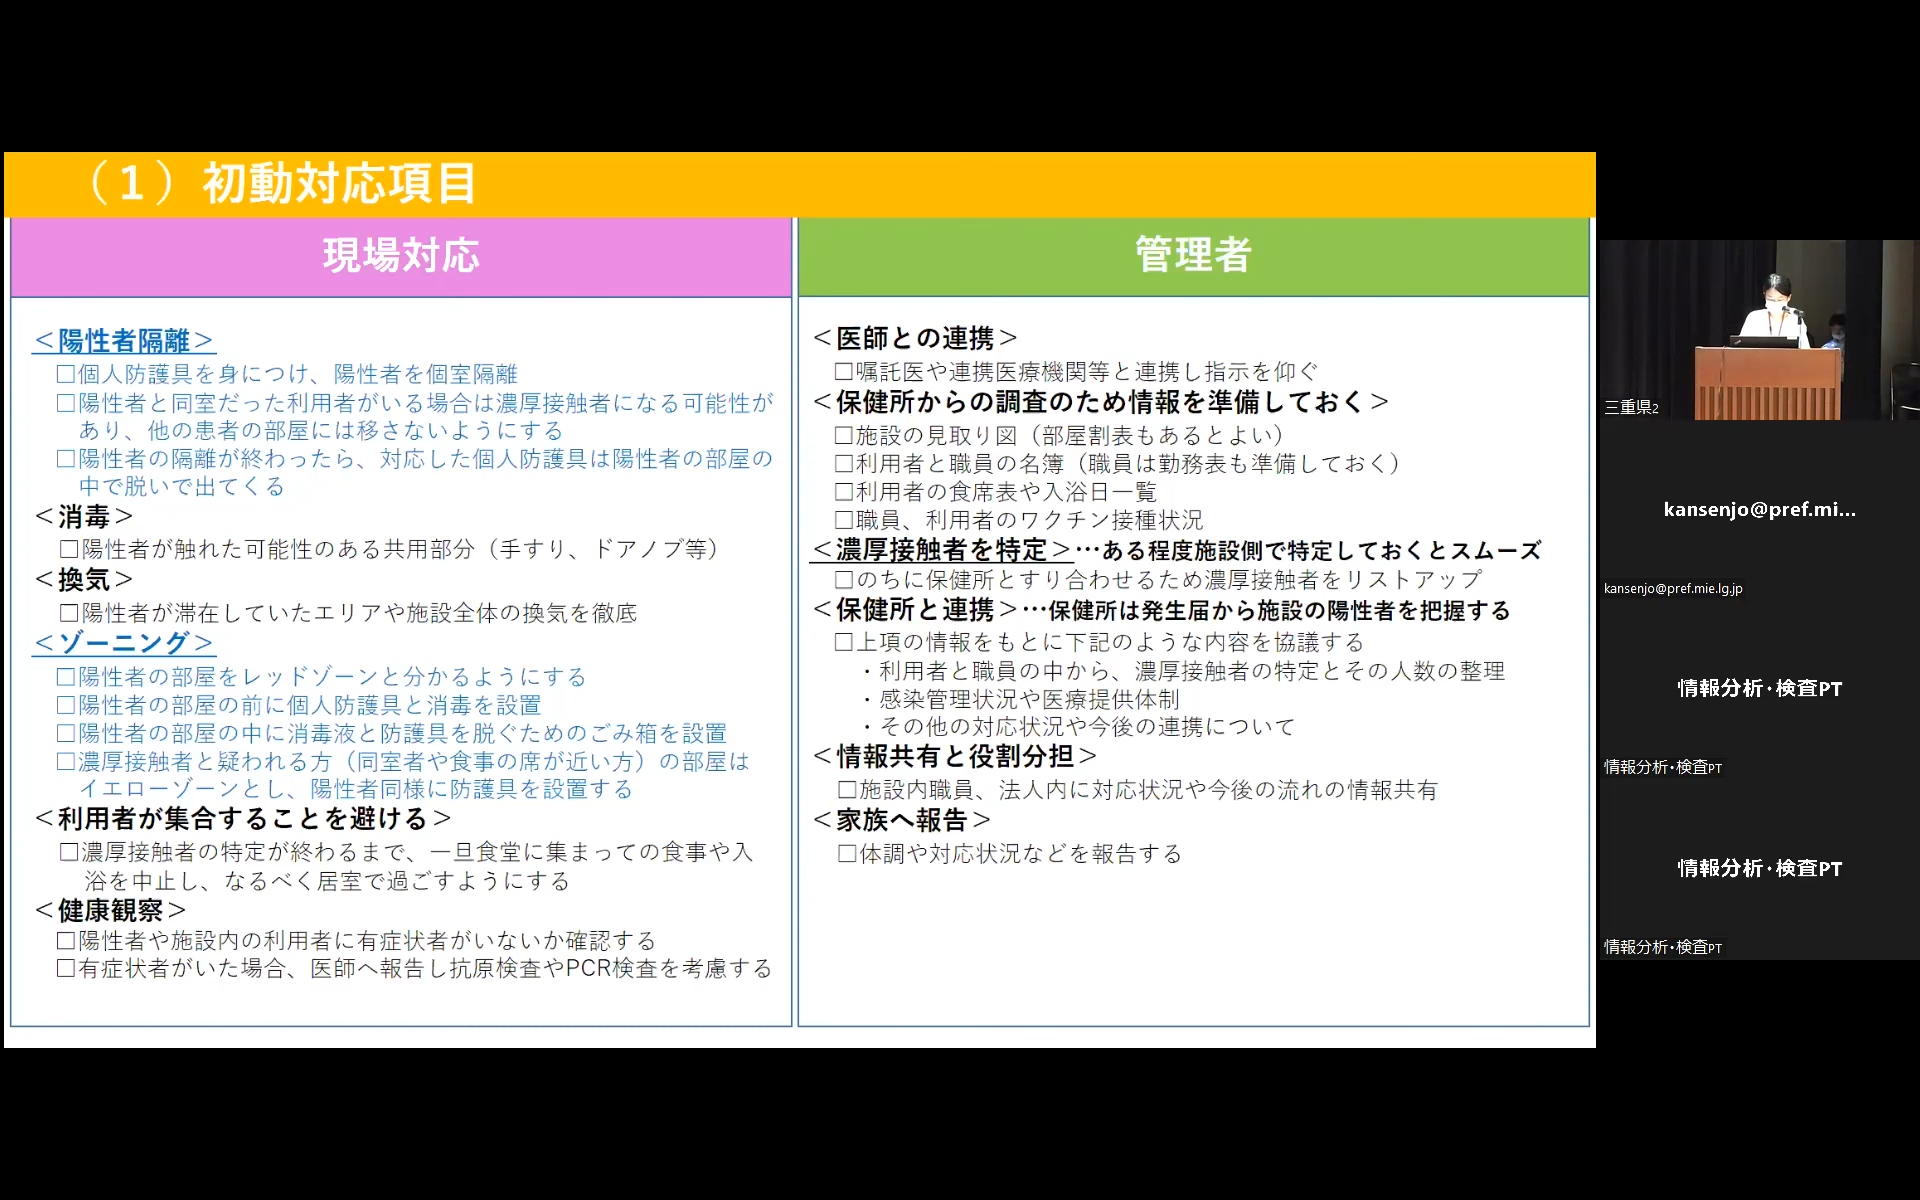 （１）初動対応項目
現場対応
＜陽性者隔離＞
□個人防護具を身につけ、陽性者を個室隔離
□陽性者と同室だった利用者がいる場合は濃厚接触者になる可能性が
あり、他の患者の部屋には移さないようにする
□陽性者の隔離が終わったら、対応した個人防護具は陽性者の部屋の
中で脱いで出てくる
＜消毒＞
□陽性者が触れた可能性のある共用部分（手すり、ドアノブ等）
＜換気＞
□陽性者が滞在していたエリアや施設全体の換気を徹底
＜ゾーニング＞
□陽性者の部屋をレッドゾーンと分かるようにする
□陽性者の部屋の前に個人防護具と消毒を設置
□陽性者の部屋の中に消毒液と防護具を脱ぐためのごみ箱を設置
□濃厚接触者と疑われる方（同室者や食事の席が近い方）の部屋は
イエローゾーンとし、陽性者同様に防護具を設置する
＜利用者が集合することを避ける＞
□濃厚接触者の特定が終わるまで、一旦食堂に集まっての食事や入
浴を中止し、なるべく居室で過ごすようにする
＜健康観察＞
□陽性者や施設内の利用者に有症状者がいないか確認する
□有症状者がいた場合、医師へ報告し抗原検査やPCR検査を考慮する
管理者
＜医師との連携＞
□嘱託医や連携医療機関等と連携し指示を仰ぐ
＜保健所からの調査のため情報を準備しておく＞
□施設の見取り図（部屋割表もあるとよい）
□利用者と職員の名簿（職員は勤務表も準備しておく）
□利用者の食席表や入浴日一覧
□職員、利用者のワクチン接種状況
＜濃厚接触者を特定＞…ある程度施設側で特定しておくとスムーズ
□のちに保健所とすり合わせるため濃厚接触者をリストアップ
＜保健所と連携＞…保健所は発生届から施設の陽性者を把握する
□上項の情報をもとに下記のような内容を協議する
・利用者と職員の中から、濃厚接触者の特定とその人数の整理
・感染管理状況や医療提供体制
・その他の対応状況や今後の連携について
＜情報共有と役割分担＞
□施設内職員、法人内に対応状況や今後の流れの情報共有
＜家族へ報告＞
□体調や対応状況などを報告する
三重県2
kansenjo@pref.mi...
kansenjo@pref.mie.lg.jp
情報分析・検査PT
情報分析・検査PT
情報分析・検査PT
情報分析・検査PT